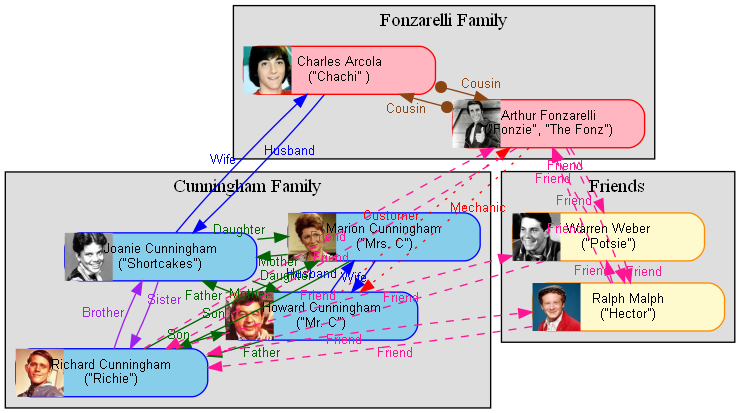 Fonzarelli Family
Charles Arcola
("Chachi" )
Cousin
Cousin
Arthur Fonzarelli
("Fonzie", "The Fonz")
Wife
Husband
Friend
Friend
Friend
Cunningham Family
Friends
Customer
Mechanic
Friend
Daughter
Marion Cunningham
("Mrs. C")
Friend
Warren Weber
("Potsie")
Joanie Cunningham
("Shortcakes")
Mother
Friend
Daughter
Husband
Wife
Friend
Friend
Brother
Sister
Father
Mother
Friend
Friend
Ralph Malph
("Hector")
Howard Cunningham
("Mr. C")
Son
Son
Friend
Father
Friend
Richard Cunningham
("Richie")